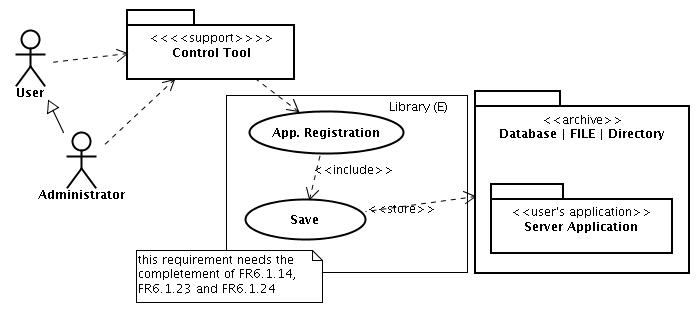 <<<<support>>>>
Control Tool
User
Administrator
Library (E)
App. Registration
<<include>>
Save
<<store>>
<<archive>>
Database | FILE | Directory
<<user's application>>
Server Application
this requirement needs the
completement of FR6.1.14,
FR6.1.23 and FR6.1.24